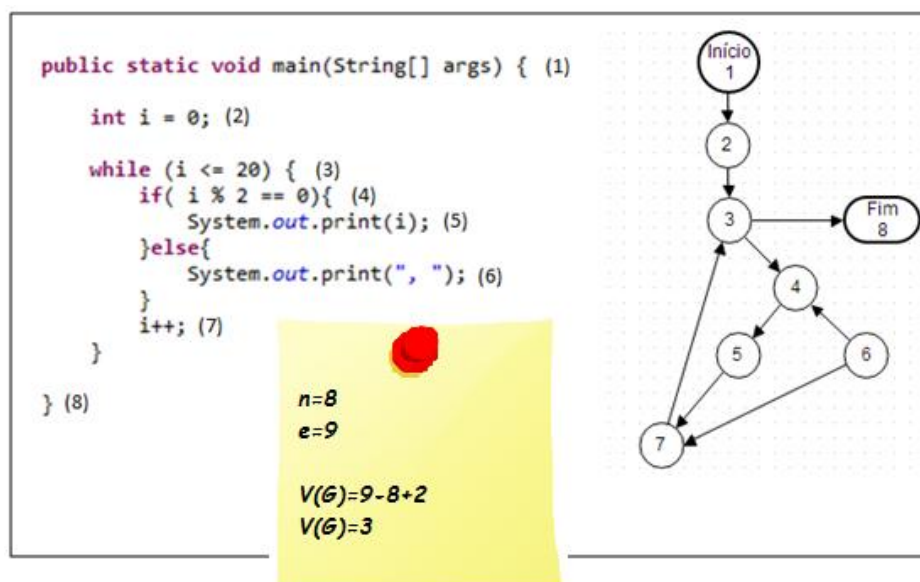 public static void main(String[] args) { (1)
int i = 0; (2)
while (i <= 20) { (3)
if( i % 2 == 0){ (4)
System.out.print(i); (5)
}else{
System.out.print(", "); (6)
}
i++; (7)
}
} (8)
n=8
e=9
V(G)=9-8+2
V(G)=3
Início
1
2
3
Fim
8
4
5
6
7